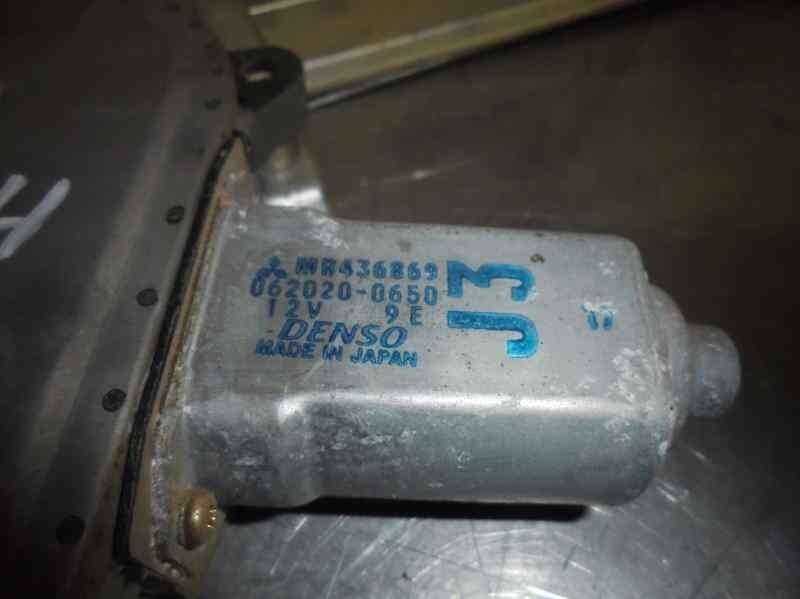 MR436869
062020-0650
12V 9E
DENSO
MADE IN JAPAN
J3
H